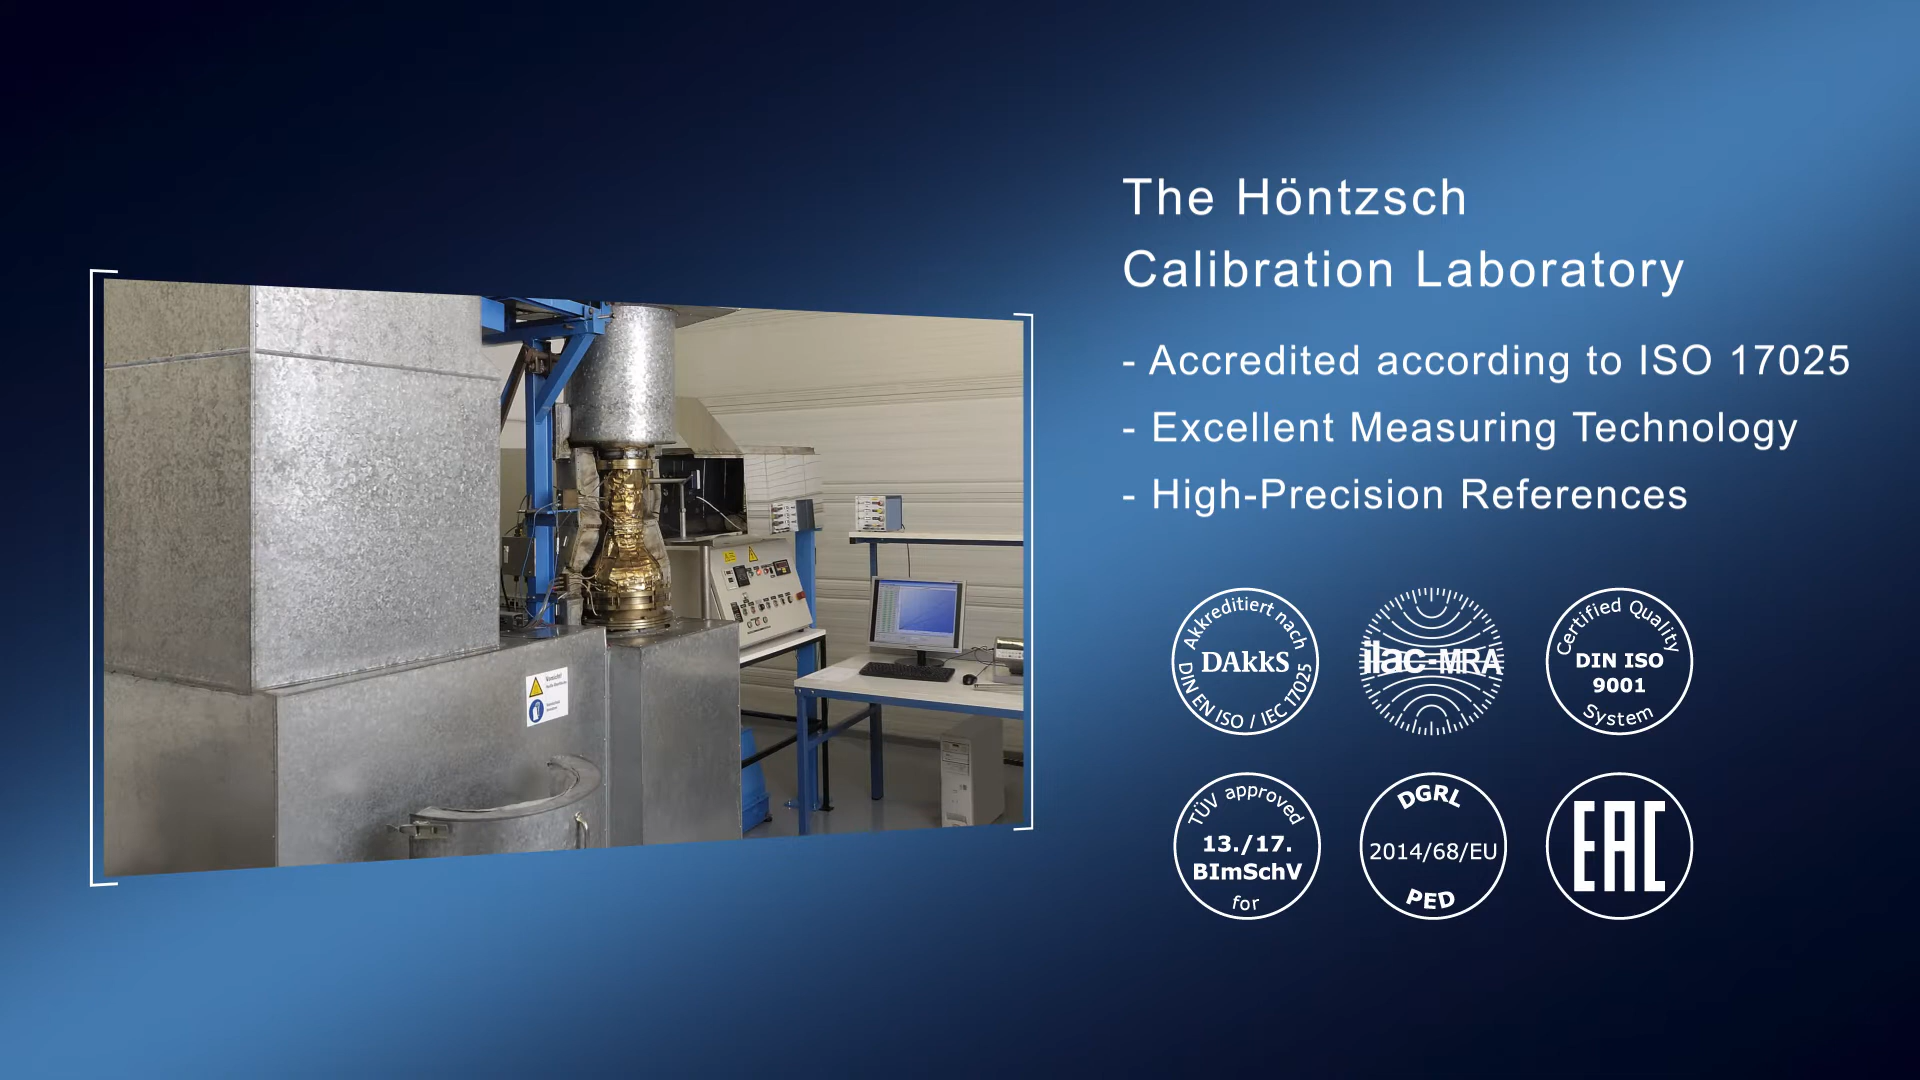 The Höntzsch
Calibration Laboratory
- Accredited according to ISO 17025
- Excellent Measuring Technology
- High-Precision References
Akkreditiert nach
DAkkS
DIN EN ISO / IEC 17025
ilac-MRA
Certified Quality
DIN ISO
9001
System
TÜV approved
13./17.
BImSchV
for
DGRL
2014/68/EU
PED
EAC
Vorsicht!